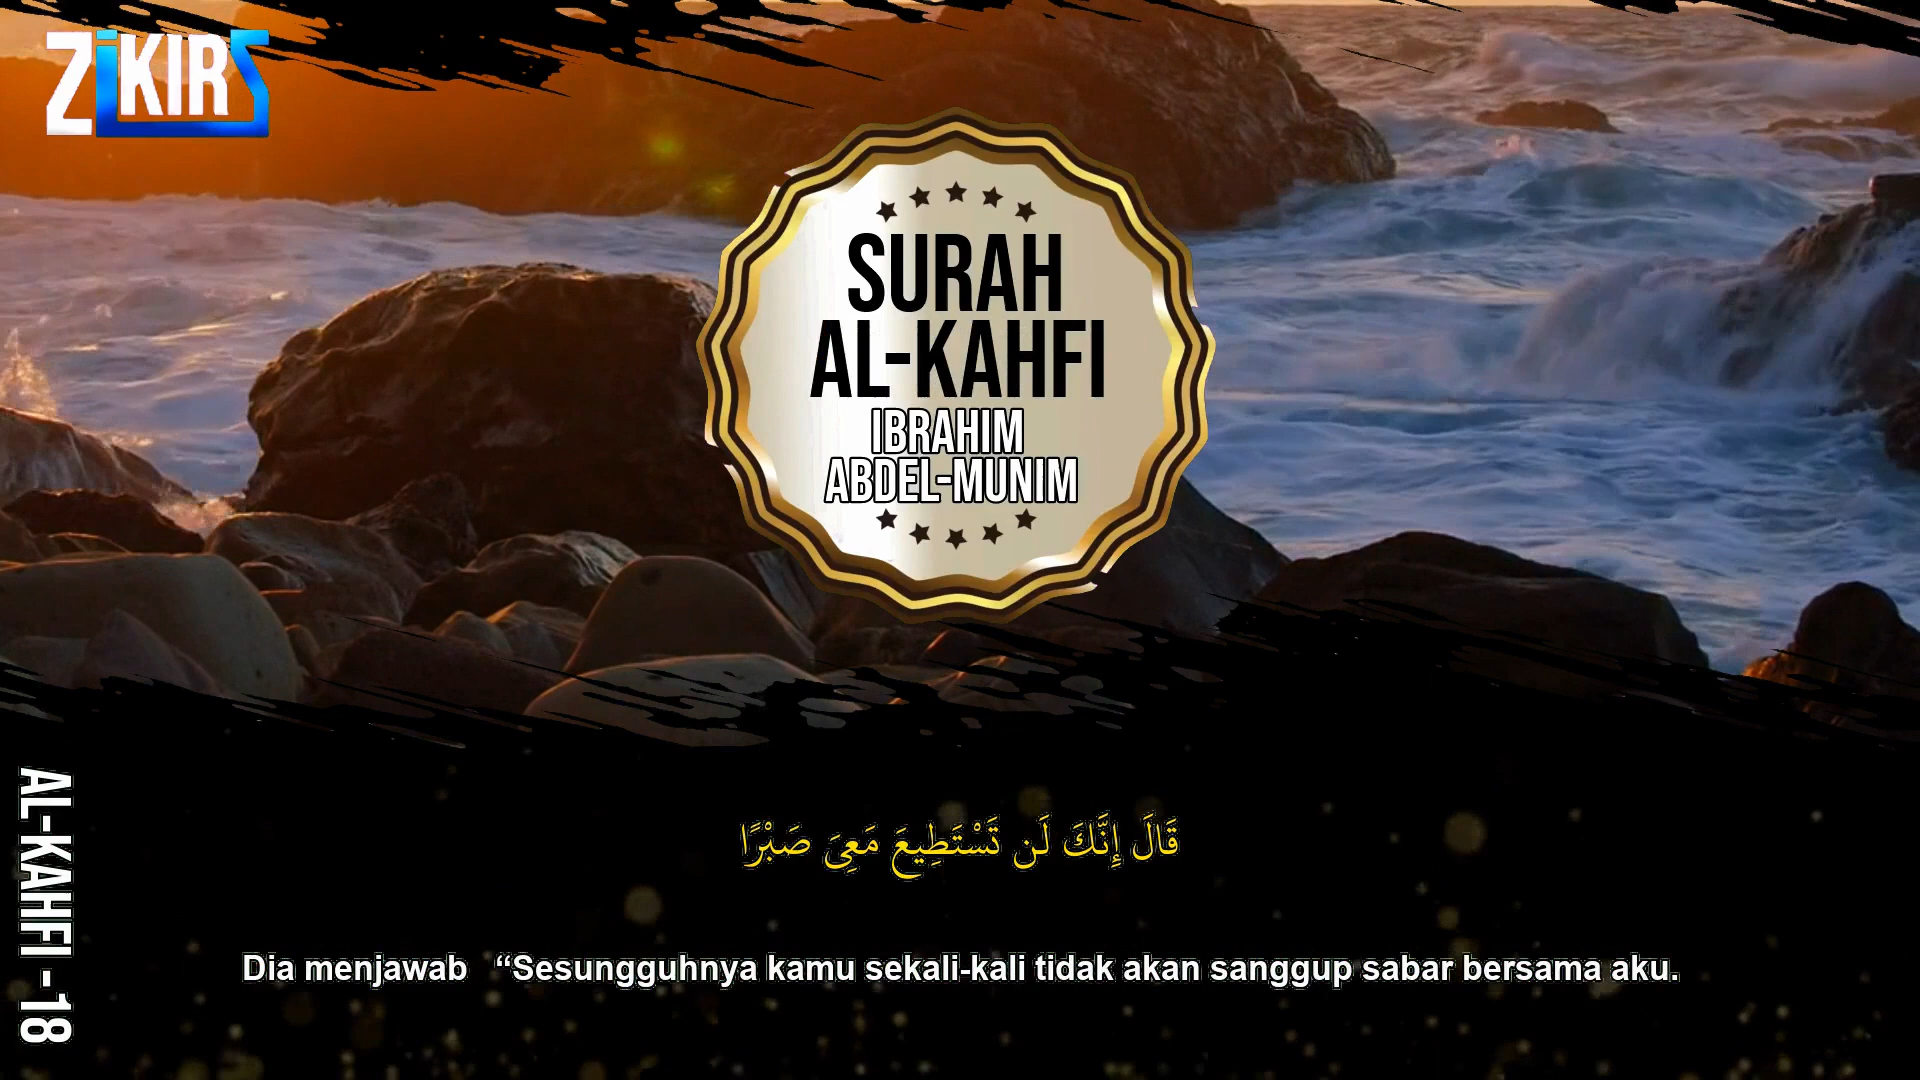 ZiKIRZ
SURAH
AL-KAHFI
IBRAHIM
ABDEL-MUNIM
قَالَ إِنَّكَ لَن تَسْتَطِيعَ مَعِىَ صَبْرًا
Dia menjawab “Sesungguhnya kamu sekali-kali tidak akan sanggup sabar bersama aku.
AL-KAHFI -18